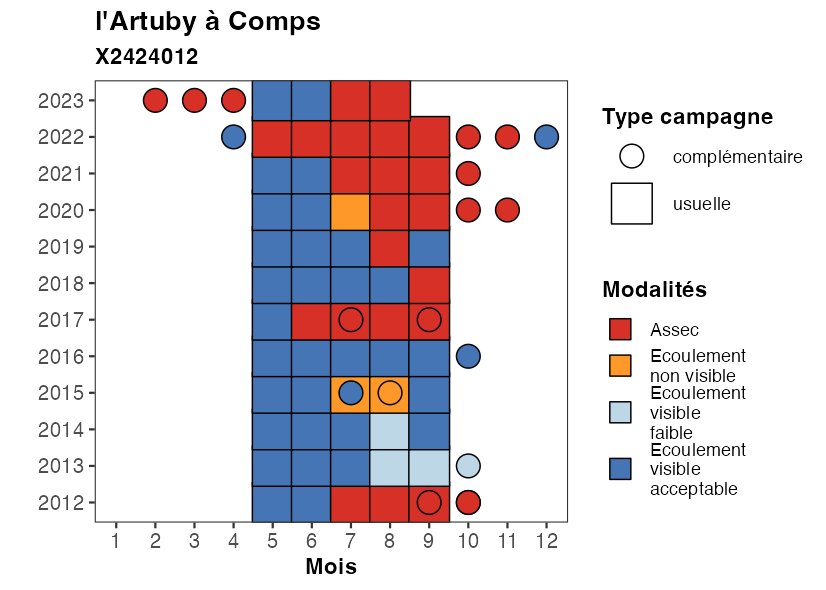 l'Artuby à Comps
X2424012
2023
2022
2021
2020
2019
2018
2017
2016
2015
2014
2013
2012
1 2 3 4 5 6 7 8 9 10 11 12
Mois
Type campagne
complémentaire
usuelle
Modalités
Assec
Ecoulement
non visible
Ecoulement
visible
faible
Ecoulement
visible
acceptable